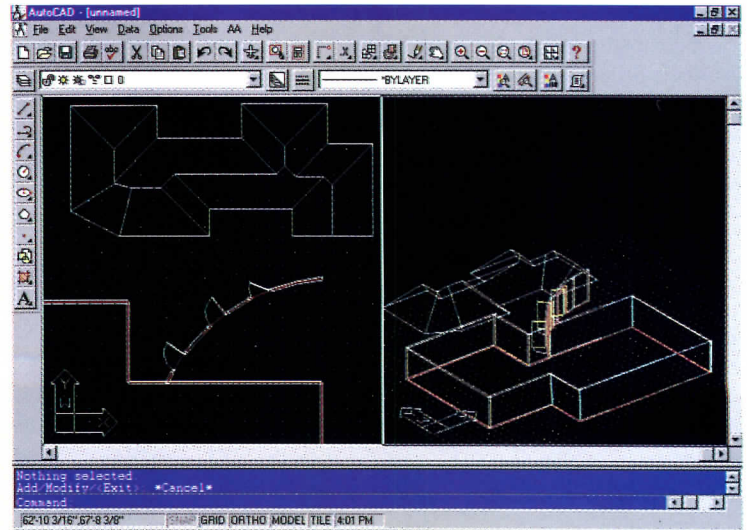 AutoCAD - [unnamed]
File Edit View Data Options Tools AA Help
0 *BYLAYER
A
Y
W
X
Nothing selected
Add/Modify/<Exit>: *Cancel*
Command
62'-10 3/16",67'-8 3/8" SNAP GRID ORTHO MODEL TILE 4:01 PM